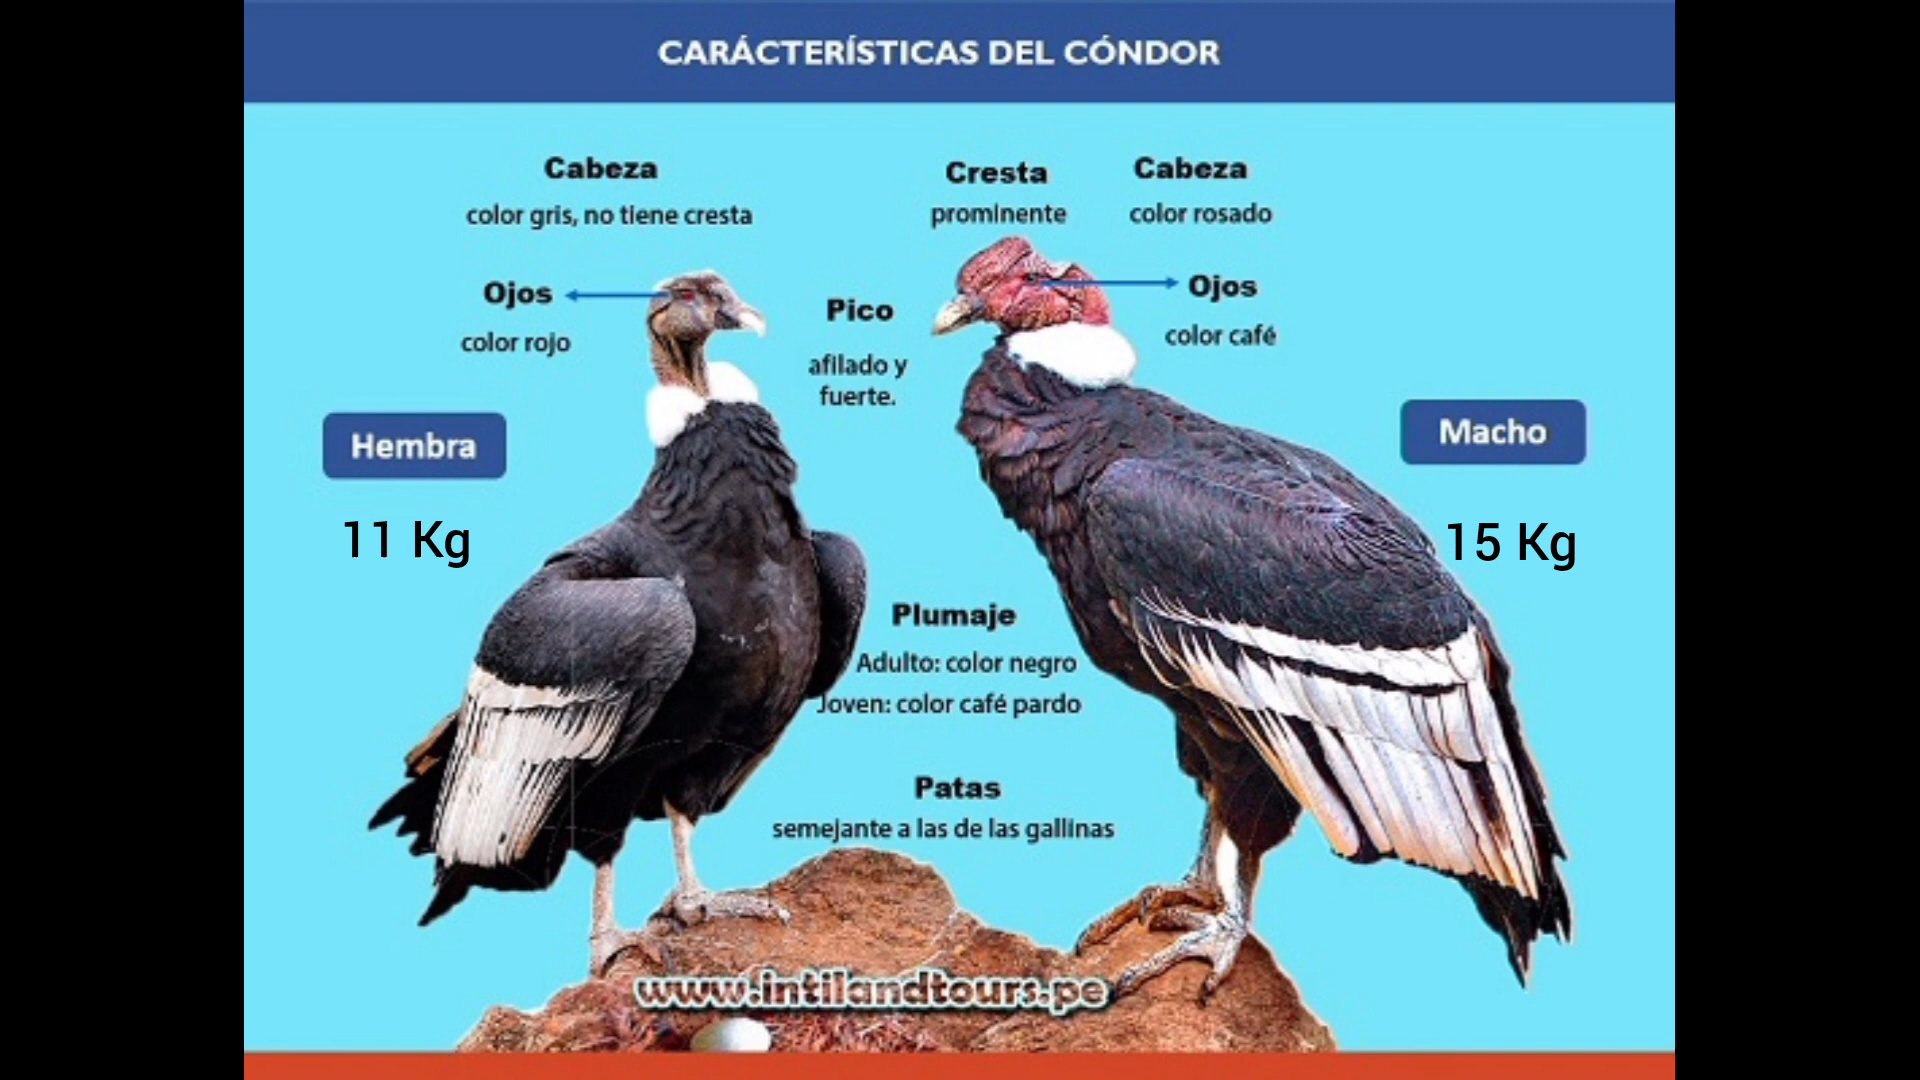 CARÁCTERÍSTICAS DEL CÓNDOR
Cabeza
color gris, no tiene cresta
Ojos
color rojo
Hembra
11 Kg
Cresta
prominente
Cabeza
color rosado
Ojos
color café
Macho
15 Kg
Pico
afilado y
fuerte.
Plumaje
Adulto: color negro
Joven: color café pardo
Patas
semejante a las de las gallinas
www.intilandtours.pe